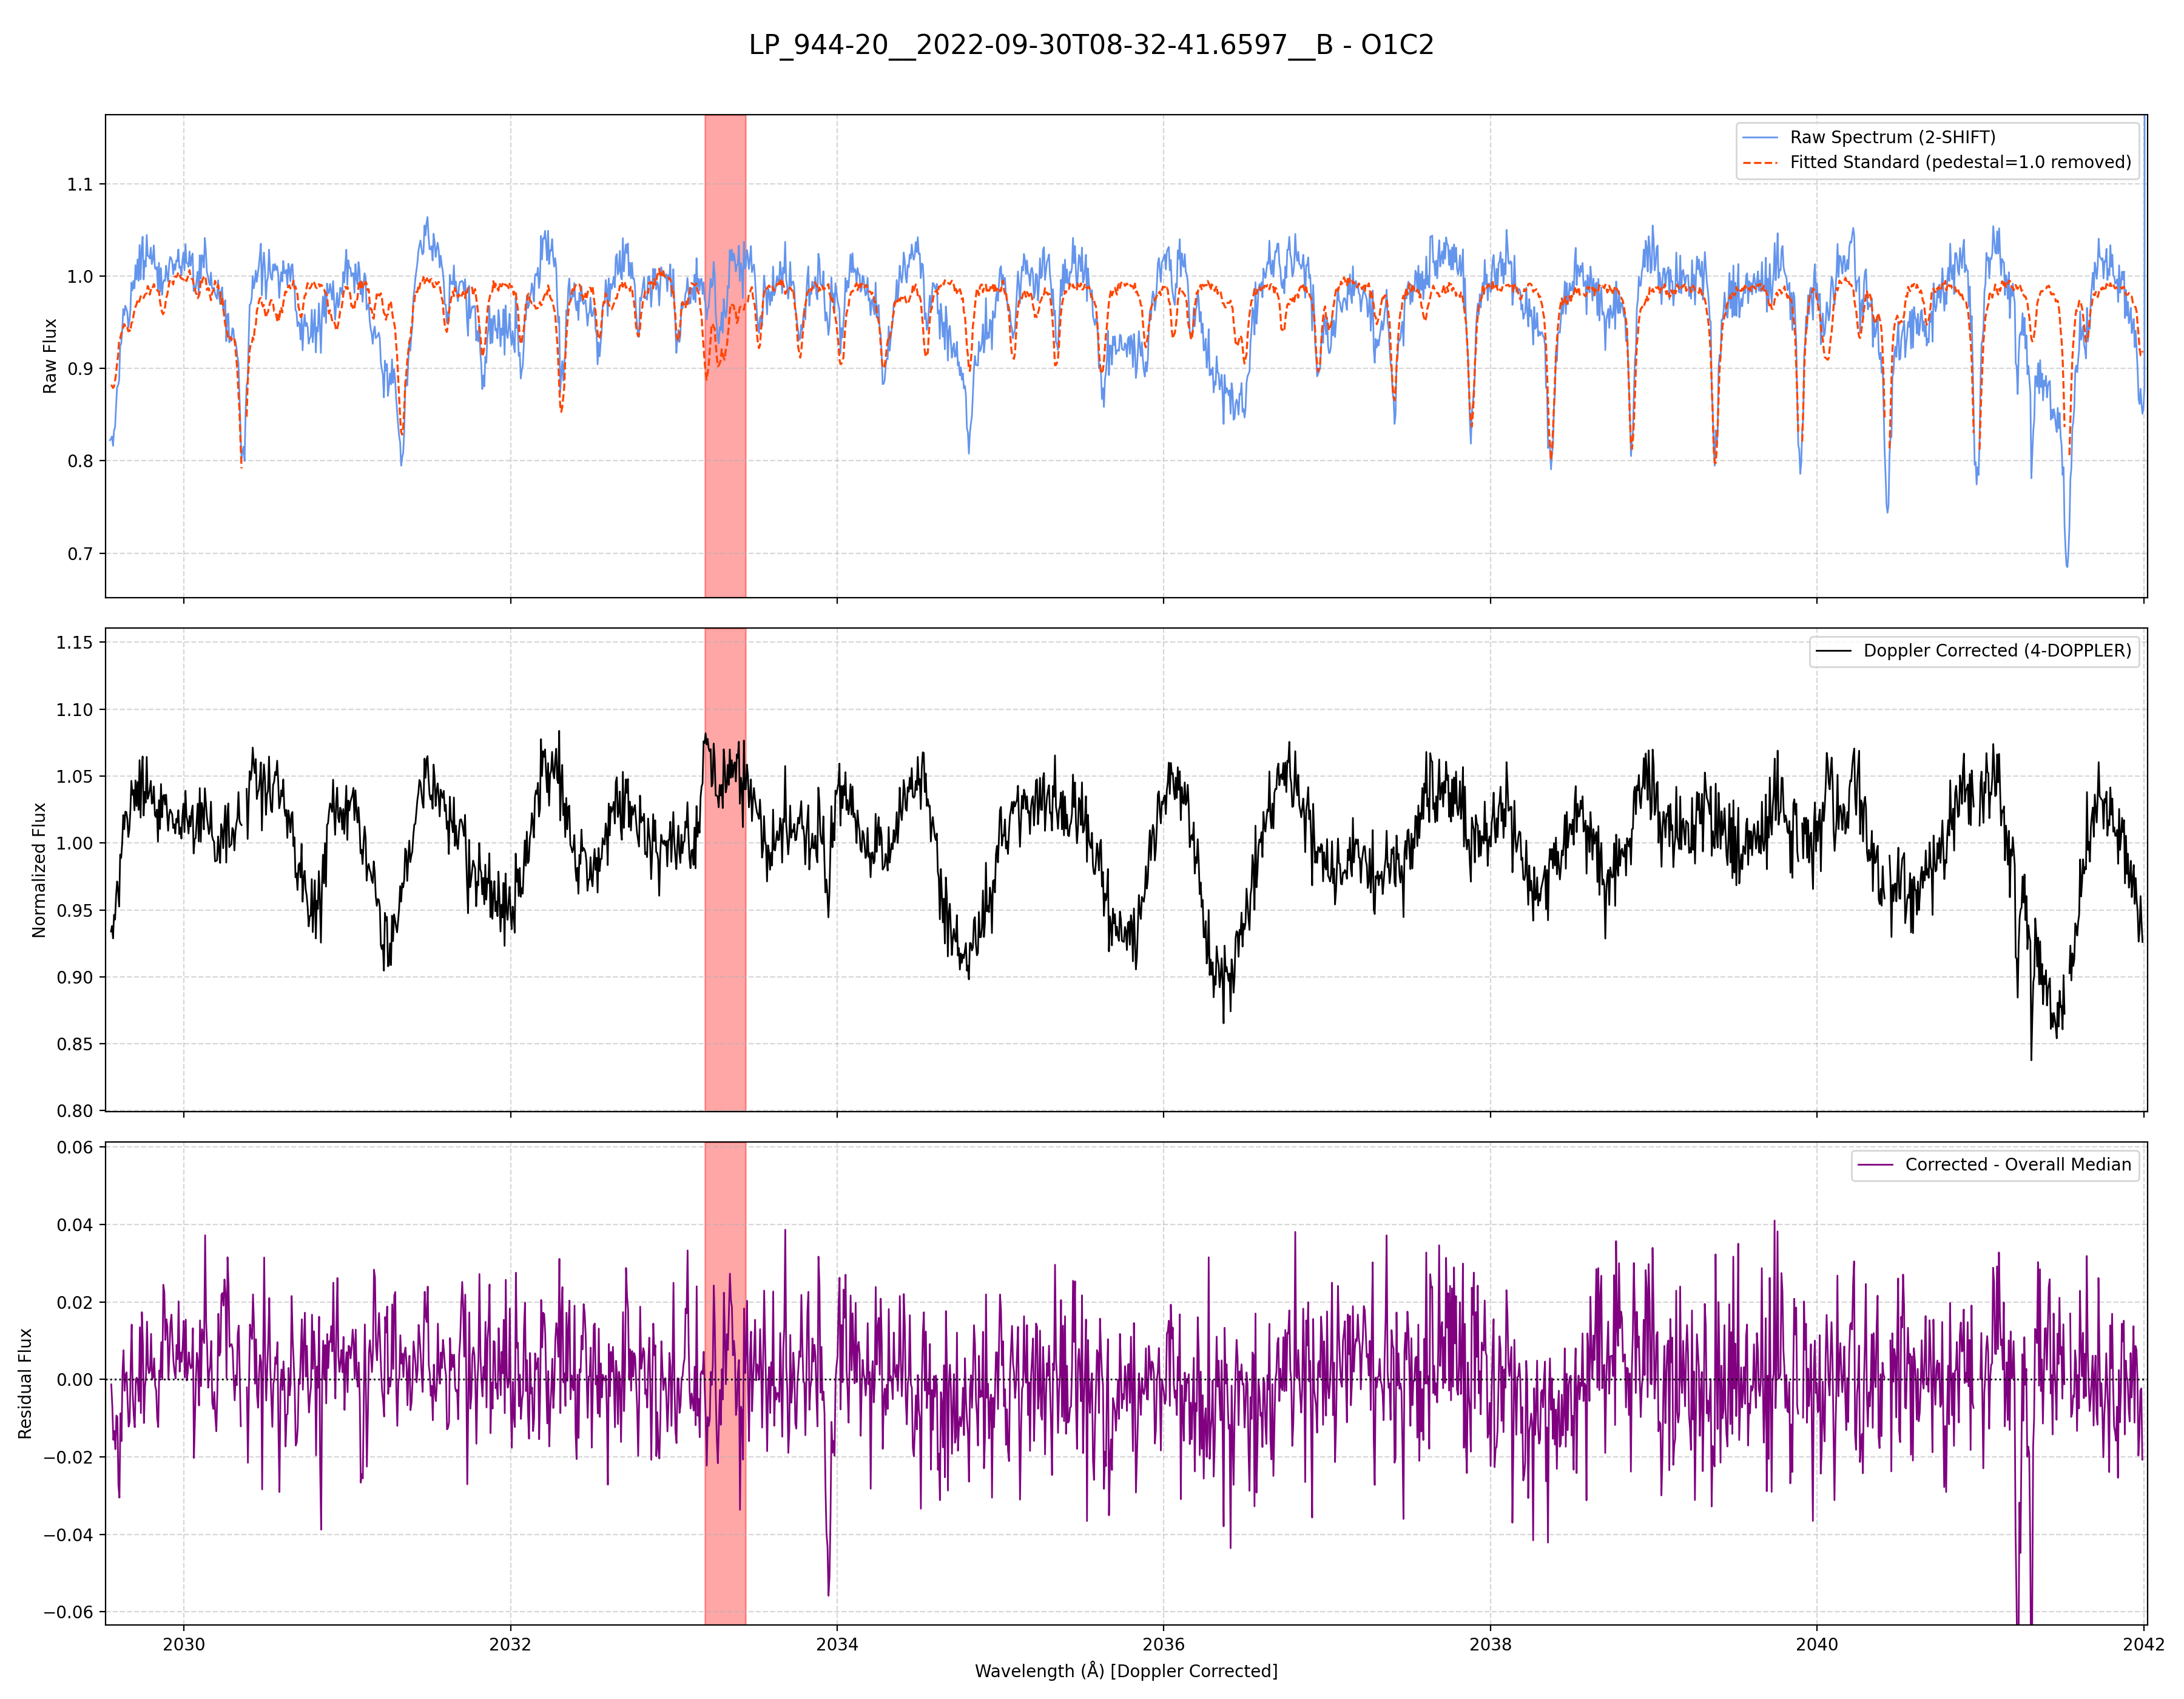 LP_944-20__2022-09-30T08-32-41.6597__B - O1C2
Raw Spectrum (2-SHIFT)
Fitted Standard (pedestal=1.0 removed)
Raw Flux
1.1
1.0
0.9
0.8
0.7
Doppler Corrected (4-DOPPLER)
Normalized Flux
1.15
1.10
1.05
1.00
0.95
0.90
0.85
0.80
Corrected - Overall Median
Residual Flux
0.06
0.04
0.02
0.00
−0.02
−0.04
−0.06
2030 2032 2034 2036 2038 2040 2042
Wavelength (Å) [Doppler Corrected]